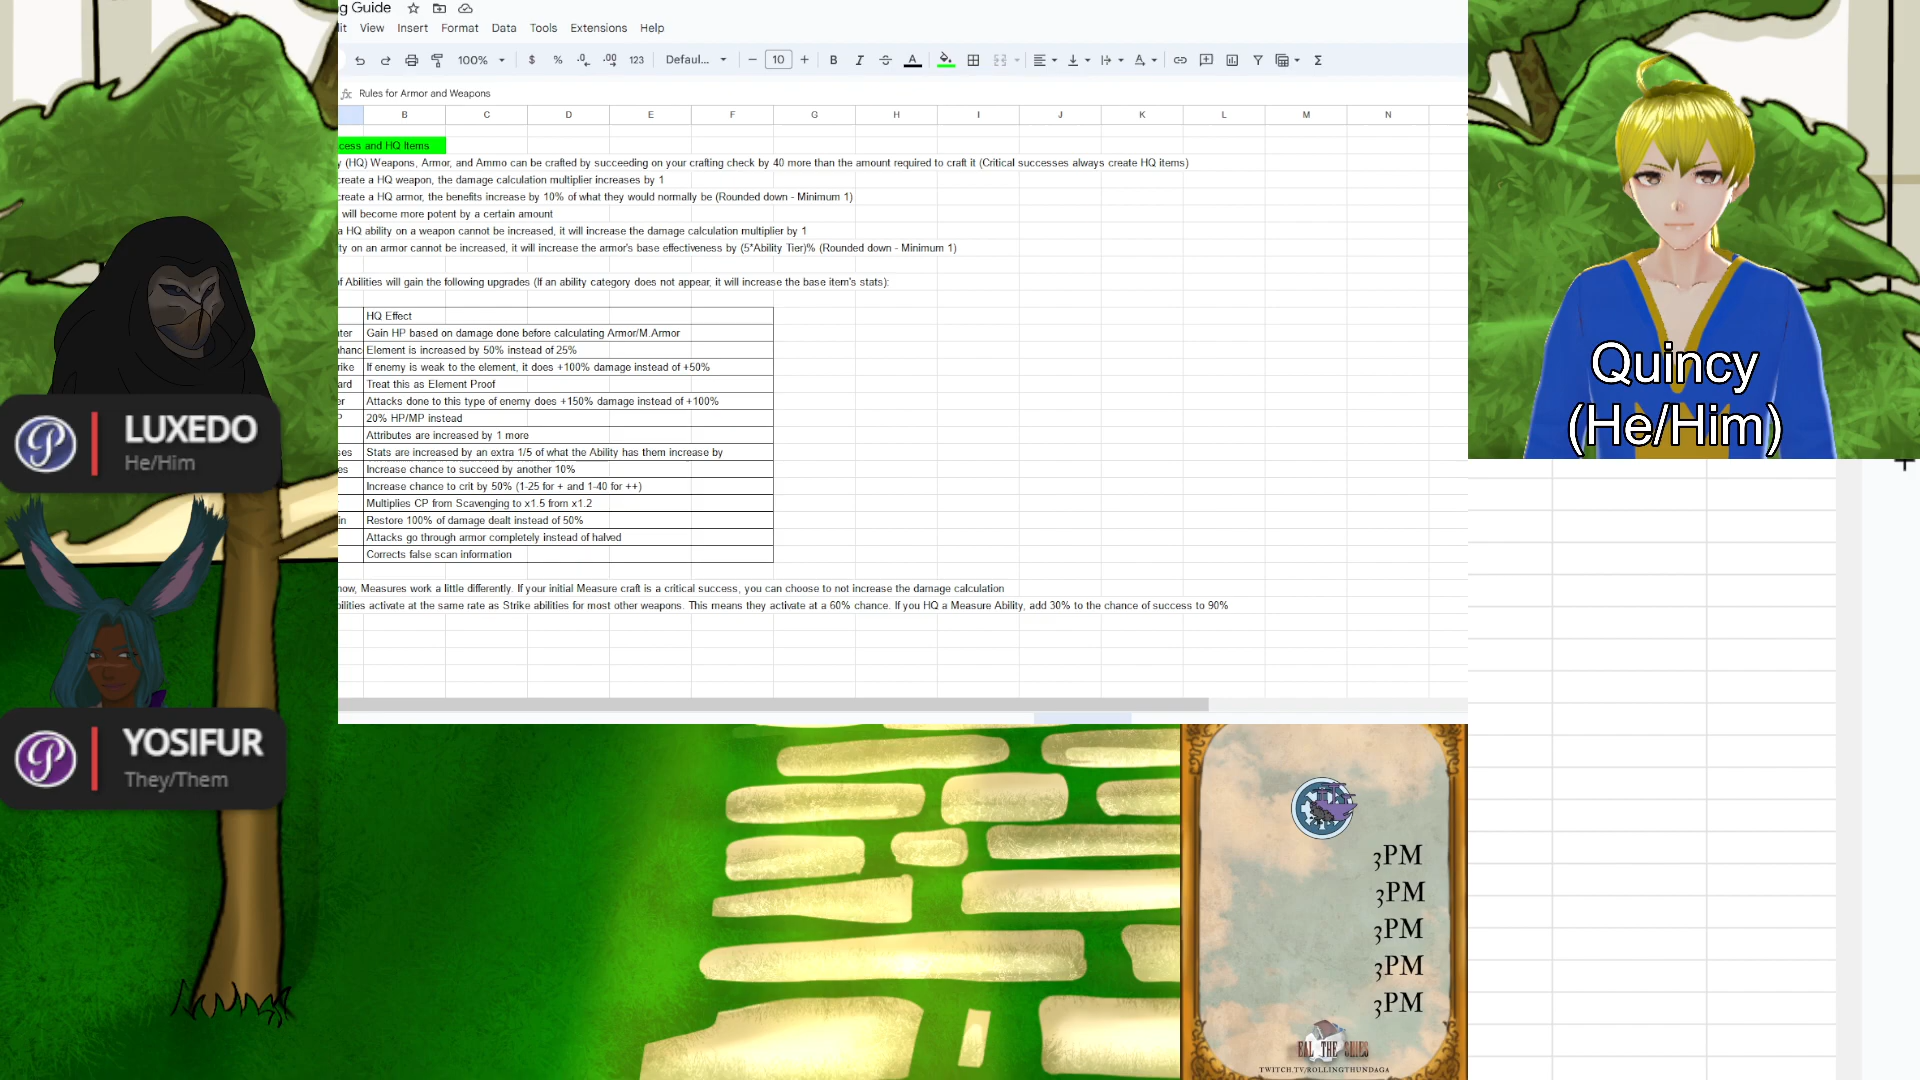 g Guide
it View Insert Format Data Tools Extensions Help
100% $ % .0 .00 123 Defaul... 10 B I A Σ
fx Rules for Armor and Weapons
B C D E F G H I J K L M N
cess and HQ Items
y (HQ) Weapons, Armor, and Ammo can be crafted by succeeding on your crafting check by 40 more than the amount required to craft it (Critical successes always create HQ items)
create a HQ weapon, the damage calculation multiplier increases by 1
create a HQ armor, the benefits increase by 10% of what they would normally be (Rounded down - Minimum 1)
will become more potent by a certain amount
a HQ ability on a weapon cannot be increased, it will increase the damage calculation multiplier by 1
ity on an armor cannot be increased, it will increase the armor's base effectiveness by (5*Ability Tier)% (Rounded down - Minimum 1)
of Abilities will gain the following upgrades (If an ability category does not appear, it will increase the base item's stats):
HQ Effect
ter Gain HP based on damage done before calculating Armor/M.Armor
hanc Element is increased by 50% instead of 25%
rike If enemy is weak to the element, it does +100% damage instead of +50%
ard Treat this as Element Proof
er Attacks done to this type of enemy does +150% damage instead of +100%
P 20% HP/MP instead
Attributes are increased by 1 more
ses Stats are increased by an extra 1/5 of what the Ability has them increase by
es Increase chance to succeed by another 10%
Increase chance to crit by 50% (1-25 for + and 1-40 for ++)
Multiplies CP from Scavenging to x1.5 from x1.2
in Restore 100% of damage dealt instead of 50%
Attacks go through armor completely instead of halved
Corrects false scan information
now, Measures work a little differently. If your initial Measure craft is a critical success, you can choose to not increase the damage calculation
bilities activate at the same rate as Strike abilities for most other weapons. This means they activate at a 60% chance. If you HQ a Measure Ability, add 30% to the chance of success to 90%
Quincy
(He/Him)
LUXEDO
He/Him
YOSIFUR
They/Them
3PM
3PM
3PM
3PM
3PM
EAL THE SKIES
TWITCH.TV/ROLLINGTHUNDAGA